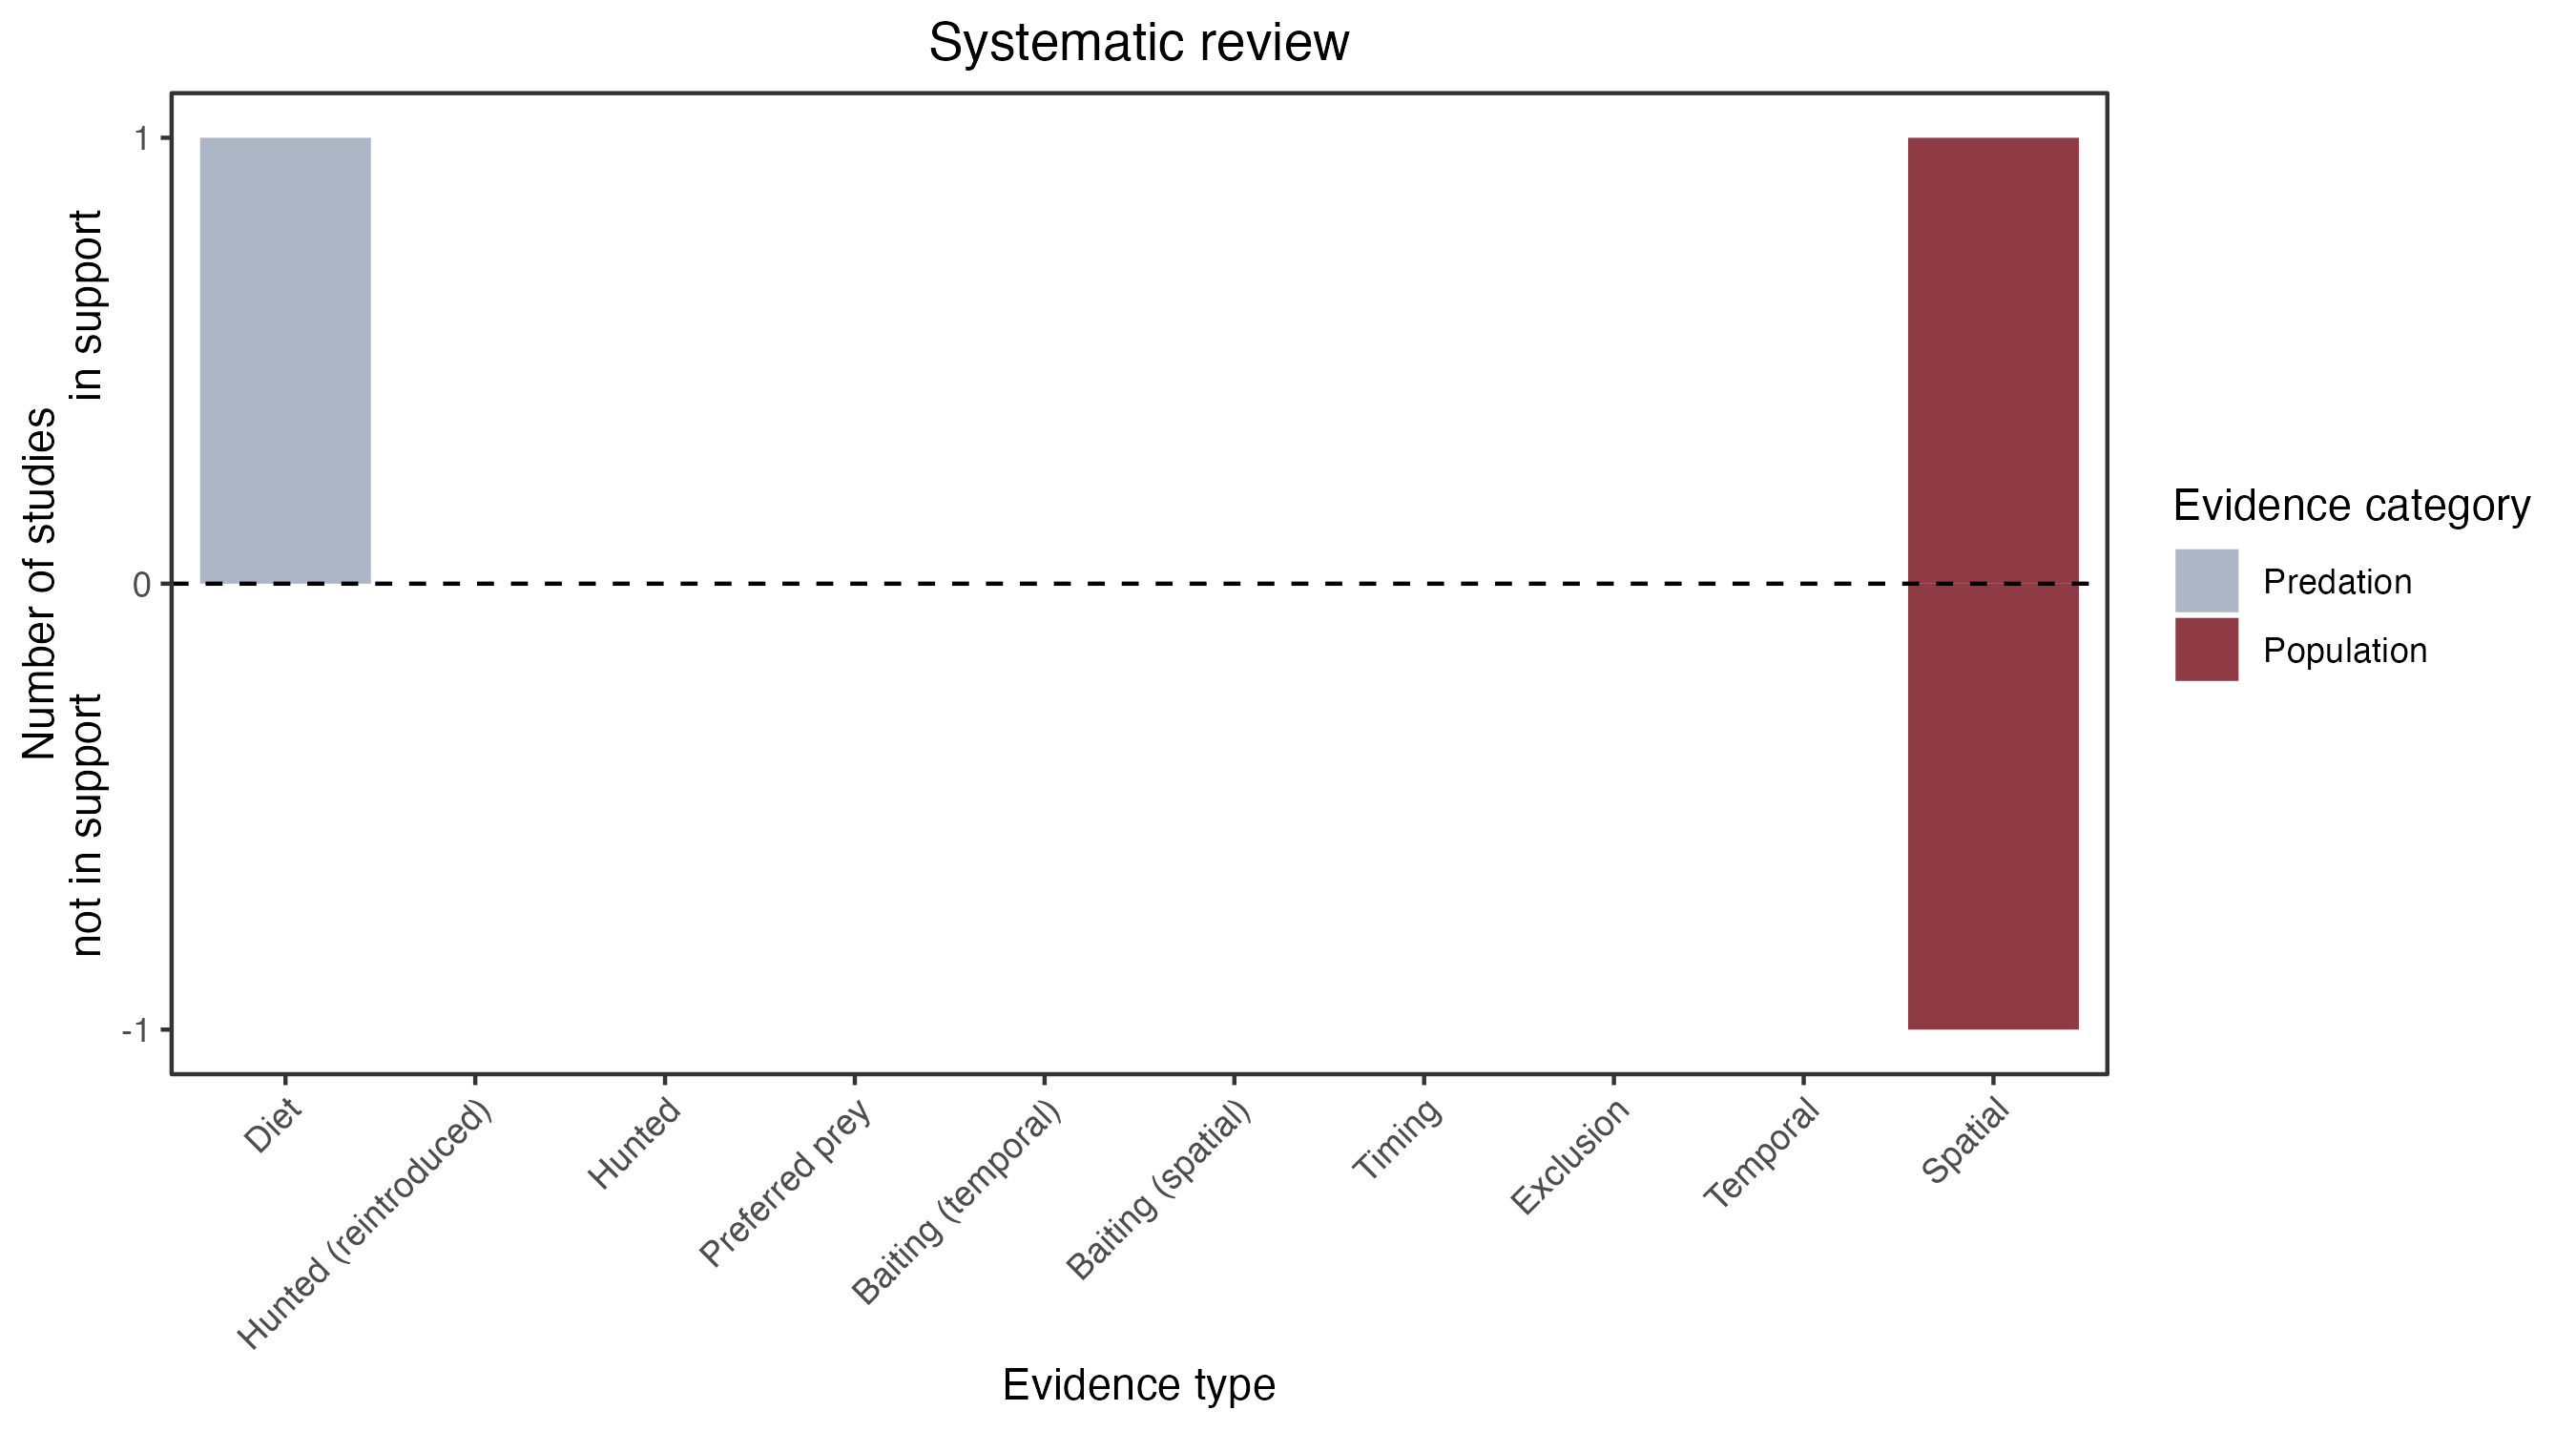 Systematic review
Number of studies
in support
not in support
1
0
-1
Diet
Hunted (reintroduced)
Hunted
Preferred prey
Baiting (temporal)
Baiting (spatial)
Timing
Exclusion
Temporal
Spatial
Evidence type
Evidence category
Predation
Population